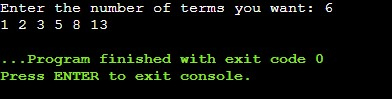 Enter the number of terms you want: 6
1 2 3 5 8 13
...Program finished with exit code 0
Press ENTER to exit console.